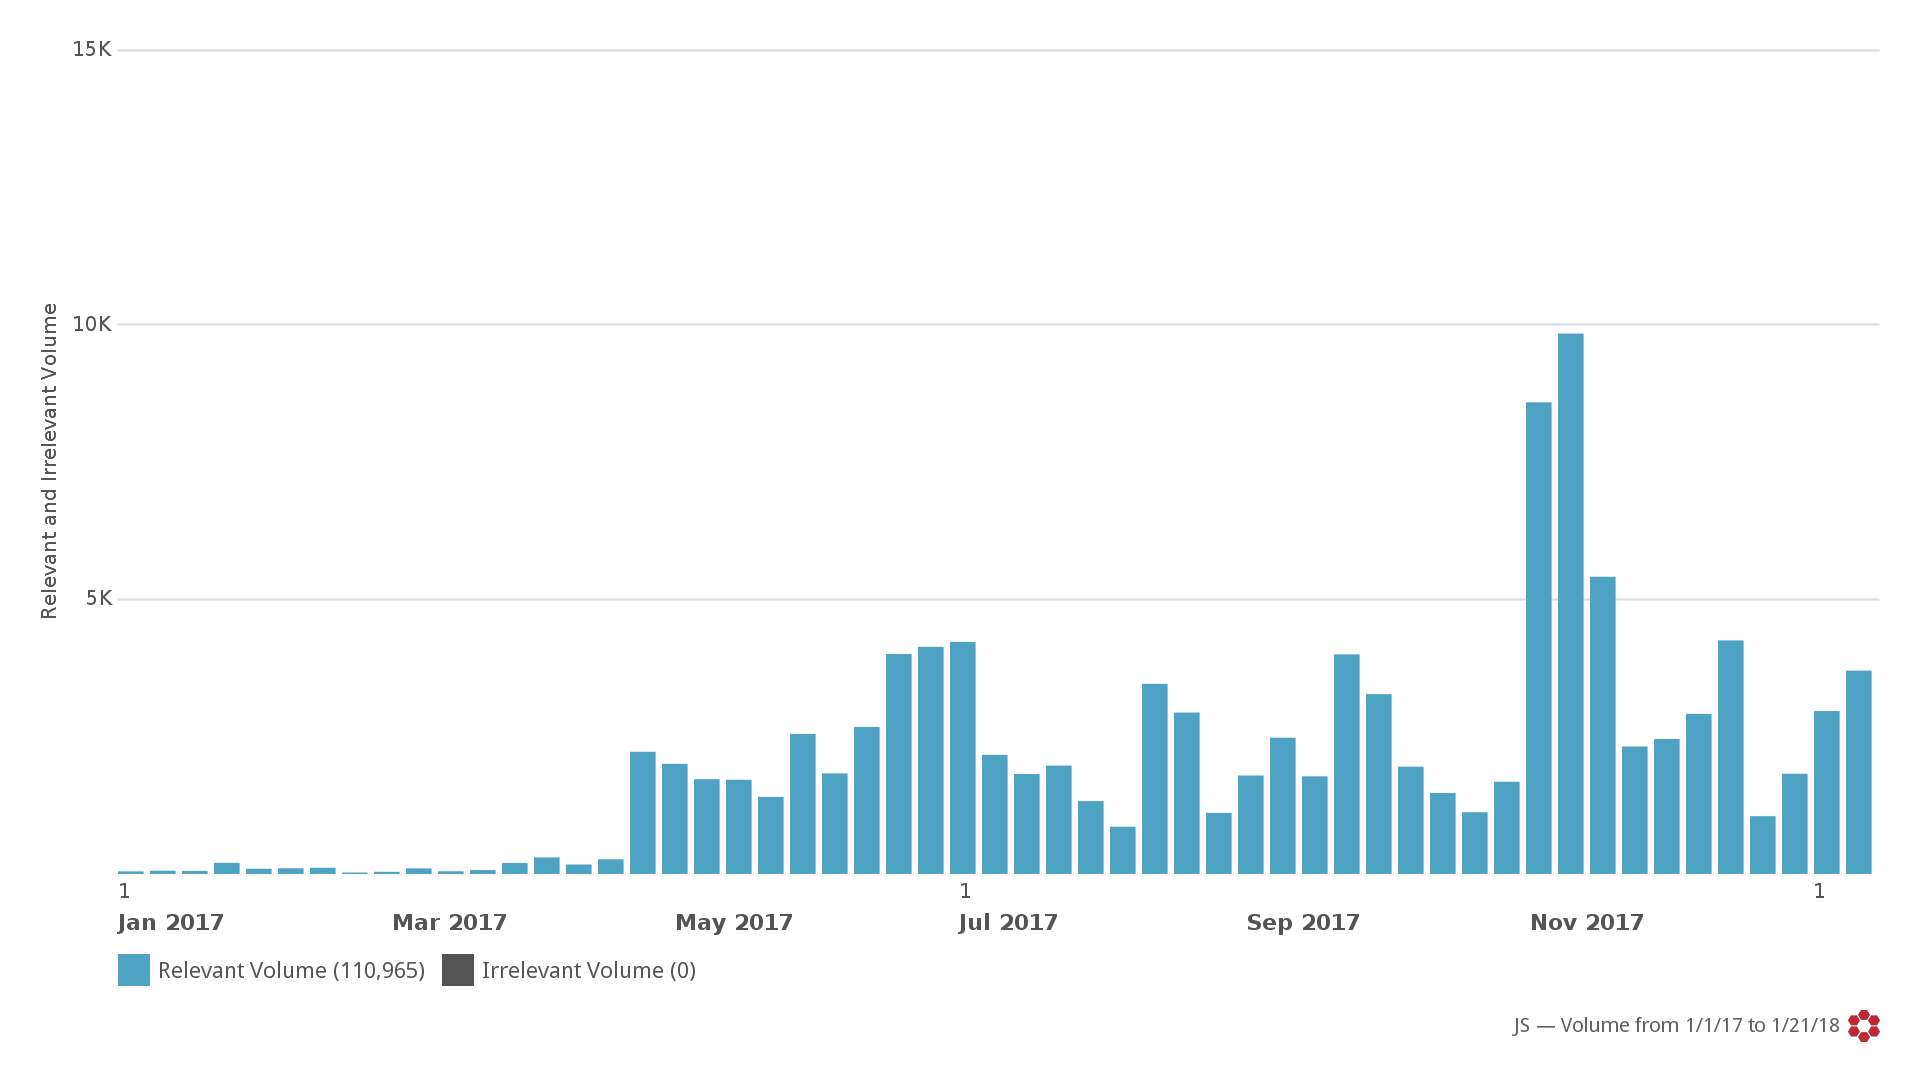 15K
10K
5K
Relevant and Irrelevant Volume
1 1 1
Jan 2017 Mar 2017 May 2017 Jul 2017 Sep 2017 Nov 2017
Relevant Volume (110,965) Irrelevant Volume (0)
JS — Volume from 1/1/17 to 1/21/18